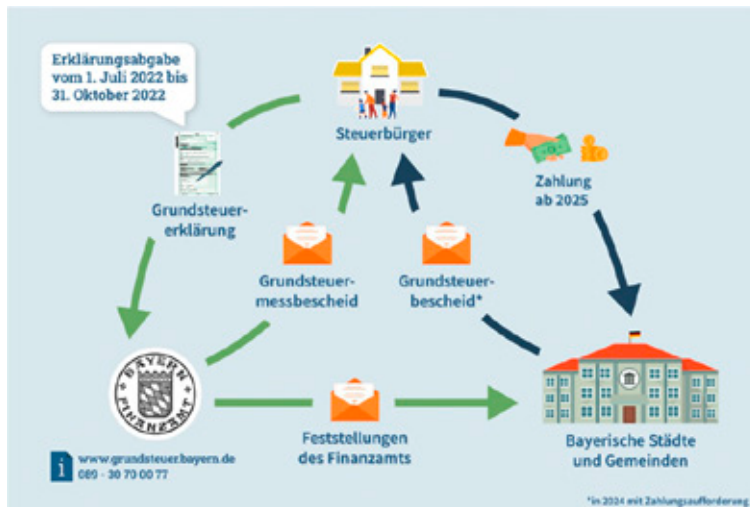 Erklärungsabgabe
vom 1. Juli 2022 bis
31. Oktober 2022
Steuerbürger
Zahlung
ab 2025
Grundsteuer-
erklärung
Grundsteuer-
messbescheid
Grundsteuer-
bescheid*
BAYERN
FINANZAMT
Feststellungen
des Finanzamts
Bayerische Städte
und Gemeinden
i
www.grundsteuer.bayern.de
089 - 30 70 00 77
*in 2024 mit Zahlungsaufforderung